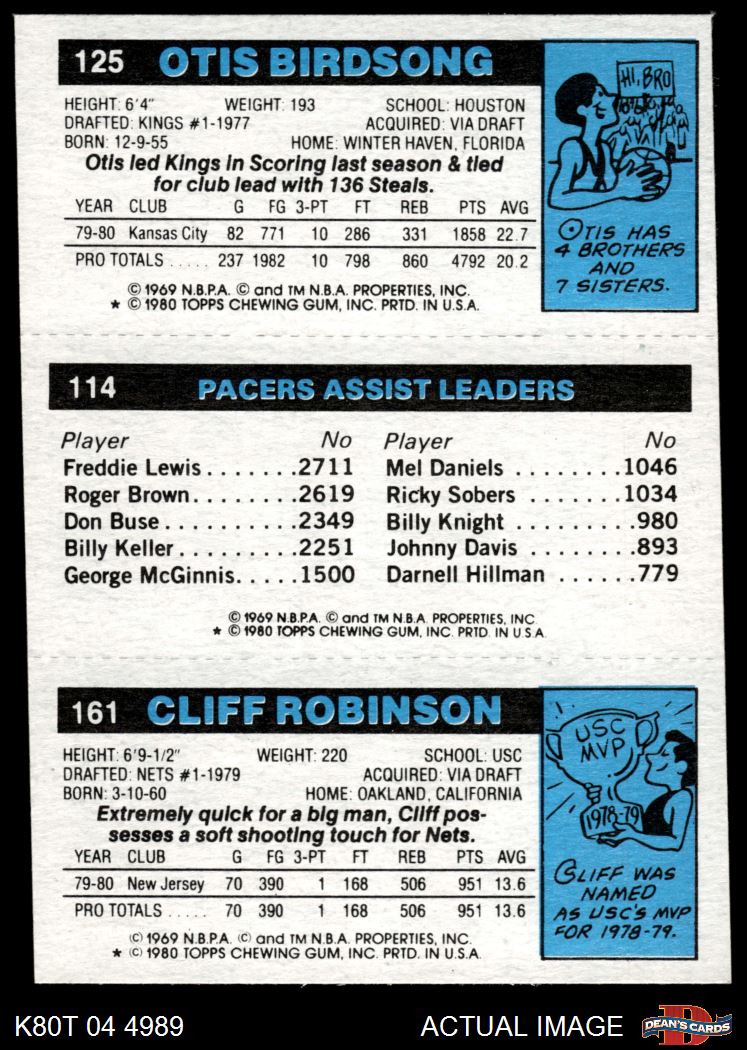 125 OTIS BIRDSONG
HEIGHT: 6'4" WEIGHT: 193 SCHOOL: HOUSTON
DRAFTED: KINGS #1-1977 ACQUIRED: VIA DRAFT
BORN: 12-9-55 HOME: WINTER HAVEN, FLORIDA
Otis led Kings in Scoring last season & tied
for club lead with 136 Steals.
YEAR CLUB G FG 3-PT FT REB PTS AVG
79-80 Kansas City 82 771 10 286 331 1858 22.7
PRO TOTALS ..... 237 1982 10 798 860 4792 20.2
© 1969 N.B.P.A. © and TM N.B.A. PROPERTIES, INC.
★ © 1980 TOPPS CHEWING GUM, INC. PRTD. IN U.S.A.
HI, BRO
OTIS HAS
4 BROTHERS
AND
7 SISTERS.
114 PACERS ASSIST LEADERS
Player No Player No
Freddie Lewis.......2711 Mel Daniels ........1046
Roger Brown........2619 Ricky Sobers .......1034
Don Buse..........2349 Billy Knight ........980
Billy Keller.........2251 Johnny Davis ........893
George McGinnis.....1500 Darnell Hillman ......779
© 1969 N.B.P.A. © and TM N.B.A. PROPERTIES, INC
★ © 1980 TOPPS CHEWING GUM, INC. PRTD. IN U.S.A.
161 CLIFF ROBINSON
HEIGHT: 6'9-1/2" WEIGHT: 220 SCHOOL: USC
DRAFTED: NETS #1-1979 ACQUIRED: VIA DRAFT
BORN: 3-10-60 HOME: OAKLAND, CALIFORNIA
Extremely quick for a big man, Cliff pos-
sesses a soft shooting touch for Nets.
YEAR CLUB G FG 3-PT FT REB PTS AVG
79-80 New Jersey 70 390 1 168 506 951 13.6
PRO TOTALS ..... 70 390 1 168 506 951 13.6
(C) 1969 N.B.P.A. (C) and TM N.B.A. PROPERTIES, INC.
★ (C) 1980 TOPPS CHEWING GUM, INC. PRTD. IN U.S.A.
USC
MVP
1978-79
CLIFF WAS
NAMED
AS USC'S MVP
FOR 1978-79.
K80T 04 4989 ACTUAL IMAGE
D
DEAN'S CARDS